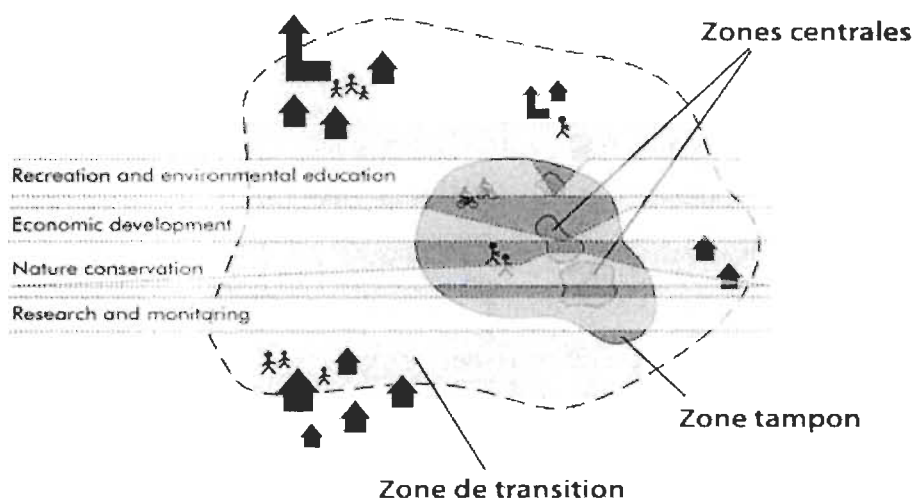 Zones centrales
Recreation and environmental education
Economic development
Nature conservation
Research and monitoring
Zone tampon
Zone de transition